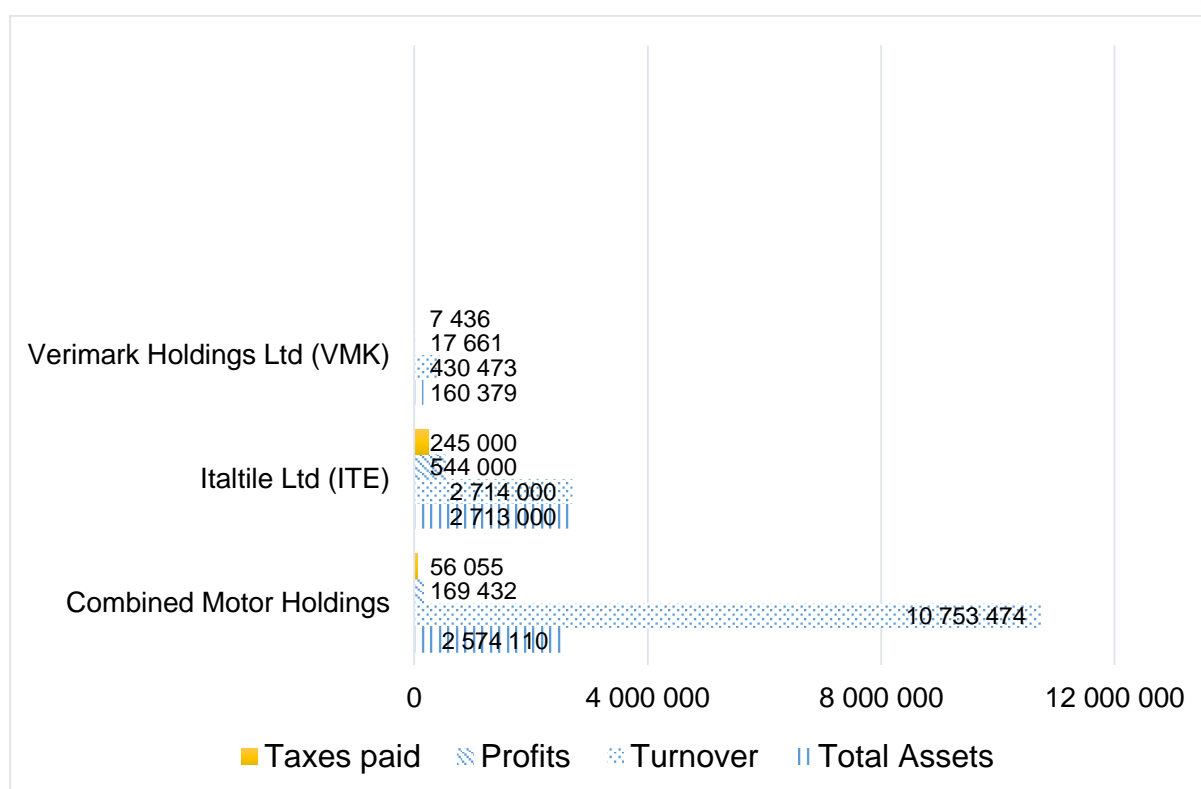 7 436
17 661
Verimark Holdings Ltd (VMK)
430 473
160 379
245 000
544 000
Italtile Ltd (ITE)
2 714 000
2 713 000
56 055
169 432
Combined Motor Holdings
10 753 474
2 574 110
0 4 000 000 8 000 000 12 000 000
Taxes paid Profits Turnover Total Assets